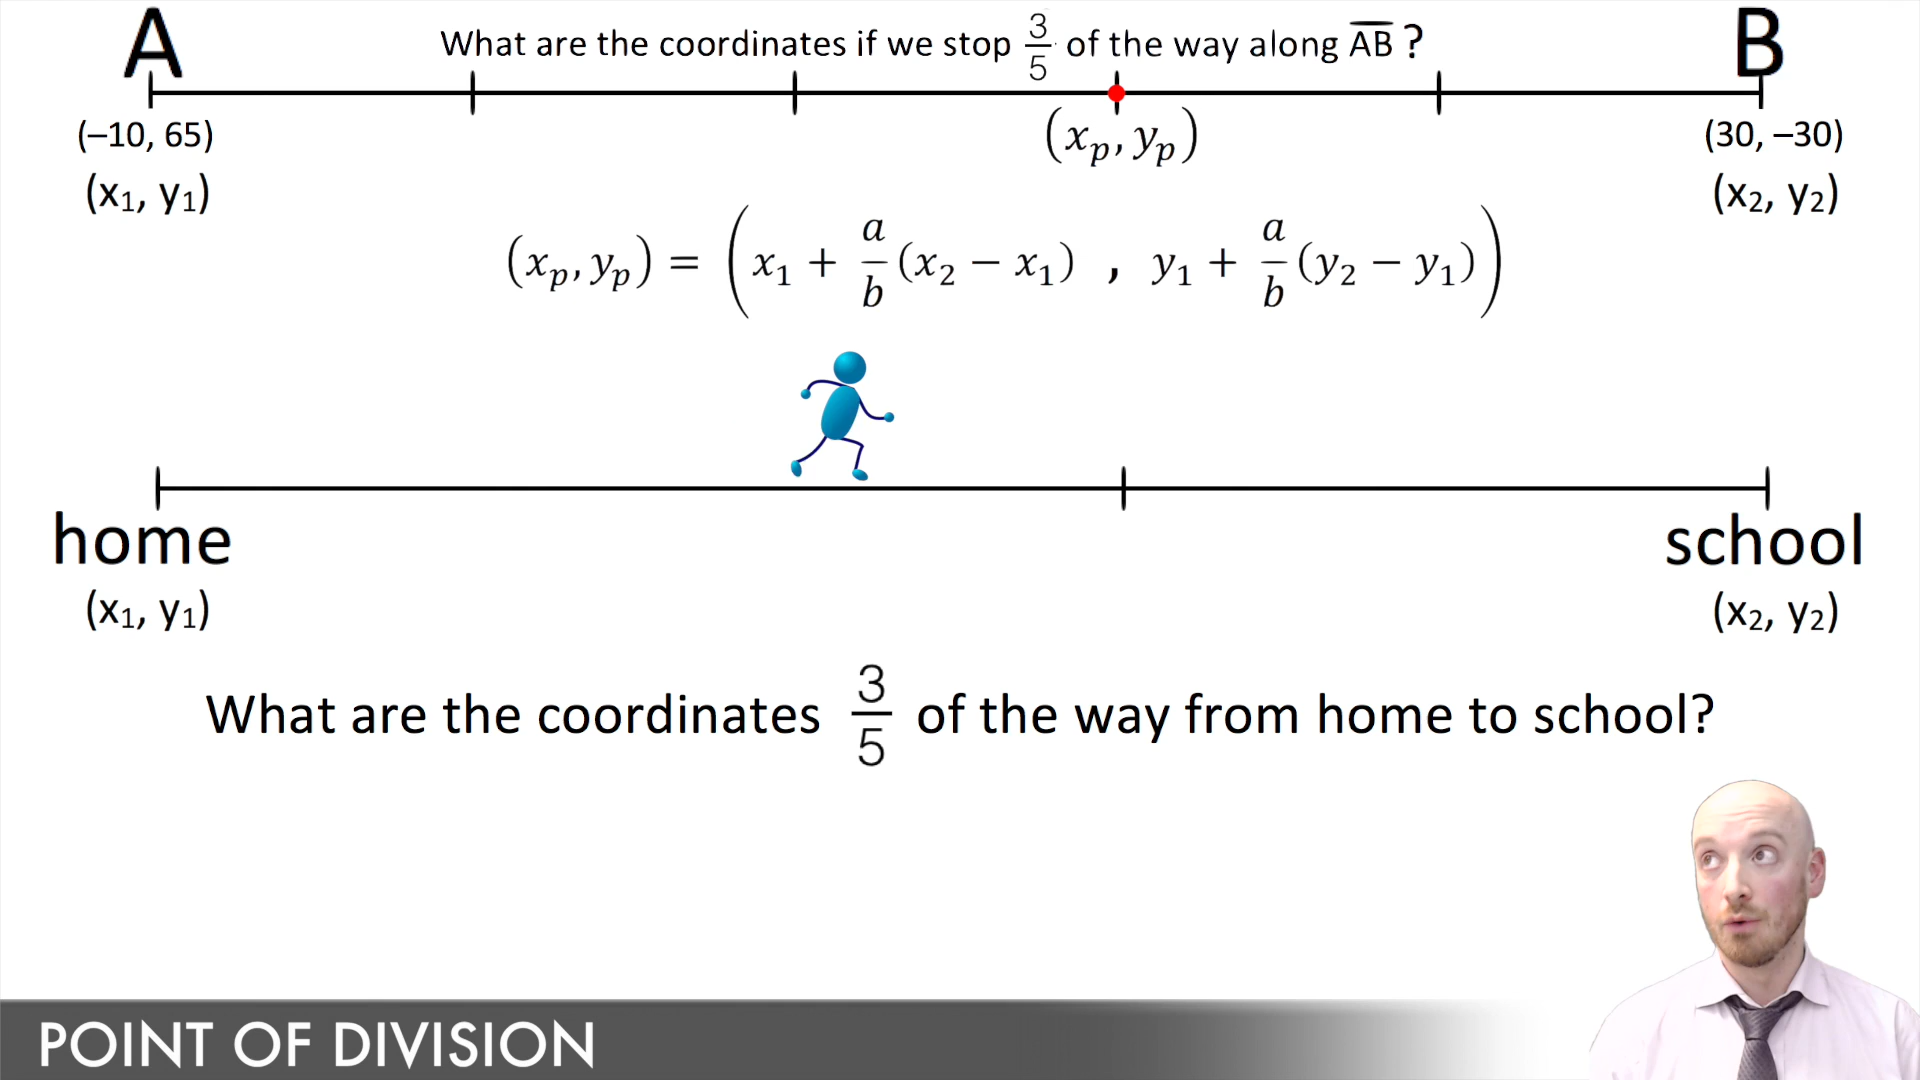 A What are the coordinates if we stop 3/5 of the way along AB ? B
(–10, 65) (xₚ, yₚ) (30, –30)
(x₁, y₁) (x₂, y₂)
(xₚ, yₚ) = (x₁ + a/b (x₂ − x₁) , y₁ + a/b (y₂ − y₁))
home school
(x₁, y₁) (x₂, y₂)
What are the coordinates 3/5 of the way from home to school?
POINT OF DIVISION